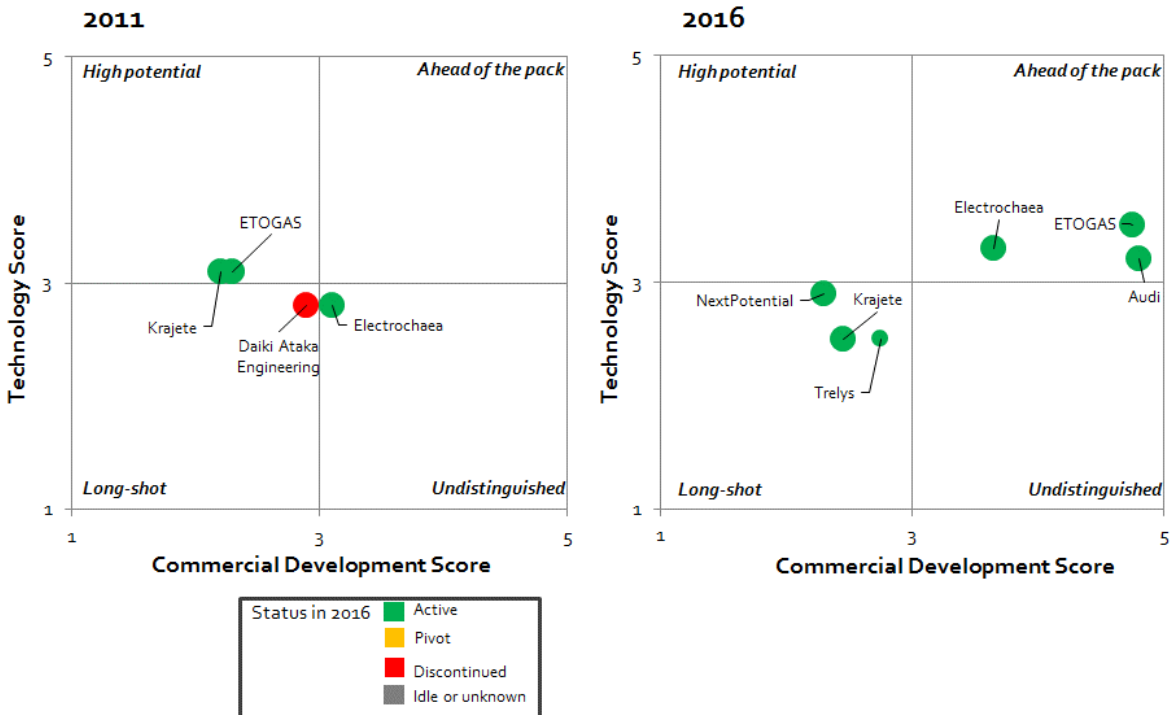 2011
5
High potential
Ahead of the pack
ETOGAS
Krajete
Daiki Ataka
Engineering
Electrochaea
3
Technology Score
Long-shot
Undistinguished
1
1
3
5
Commercial Development Score
2016
5
High potential
Ahead of the pack
Electrochaea
ETOGAS
Audi
NextPotential
Krajete
Trelys
3
Technology Score
Long-shot
Undistinguished
1
1
3
5
Commercial Development Score
Status in 2016
Active
Pivot
Discontinued
Idle or unknown